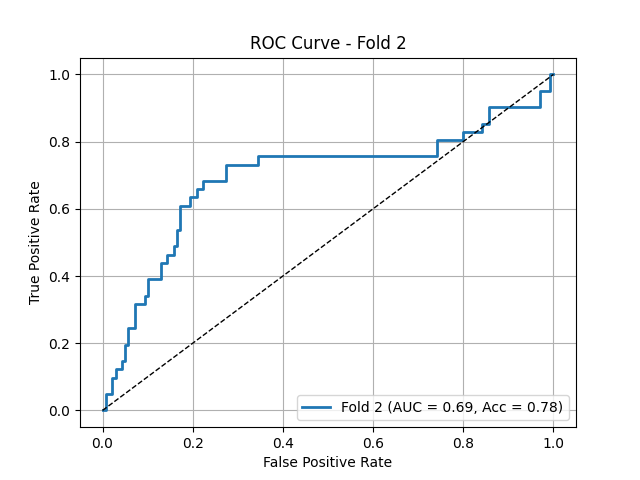 ROC Curve - Fold 2
True Positive Rate
1.0
0.8
0.6
0.4
0.2
0.0
Fold 2 (AUC = 0.69, Acc = 0.78)
0.0 0.2 0.4 0.6 0.8 1.0
False Positive Rate